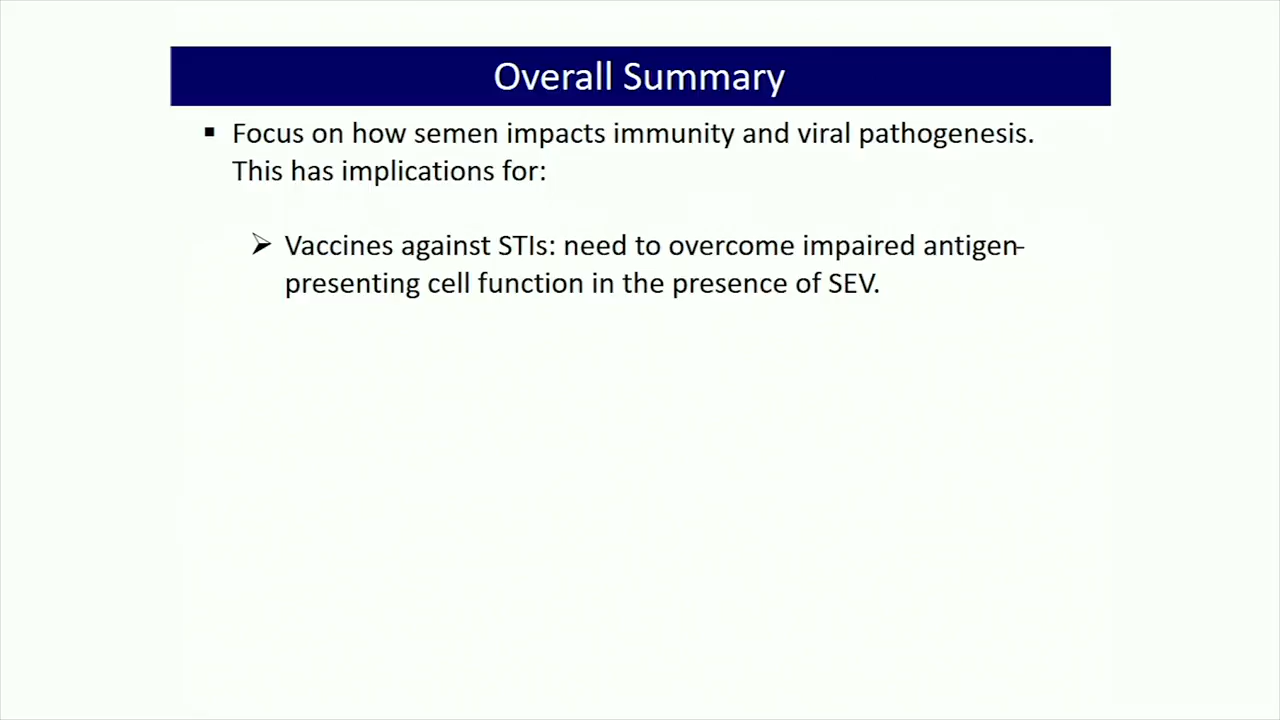 Overall Summary
▪ Focus on how semen impacts immunity and viral pathogenesis.
This has implications for:
➢ Vaccines against STIs: need to overcome impaired antigen-
presenting cell function in the presence of SEV.